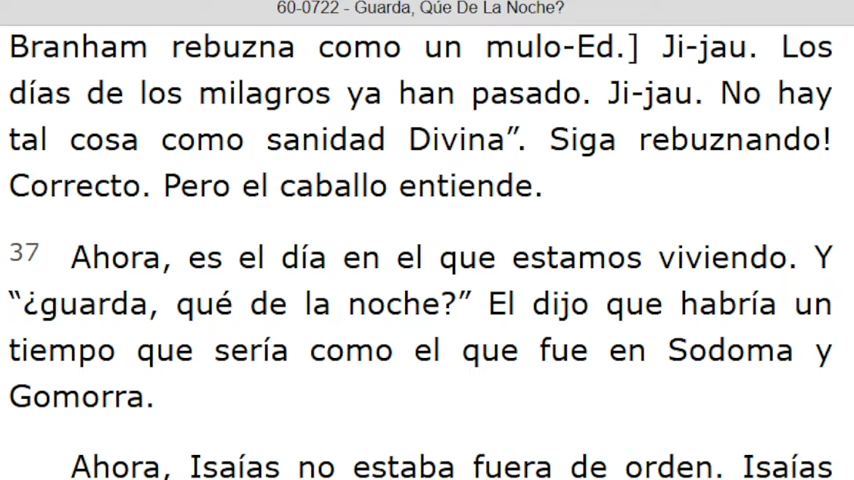 60-0722 - Guarda, Qúe De La Noche?
Branham rebuzna como un mulo-Ed.] Ji-jau. Los
días de los milagros ya han pasado. Ji-jau. No hay
tal cosa como sanidad Divina”. Siga rebuznando!
Correcto. Pero el caballo entiende.
37 Ahora, es el día en el que estamos viviendo. Y
“¿guarda, qué de la noche?” El dijo que habría un
tiempo que sería como el que fue en Sodoma y
Gomorra.
Ahora, Isaías no estaba fuera de orden. Isaías